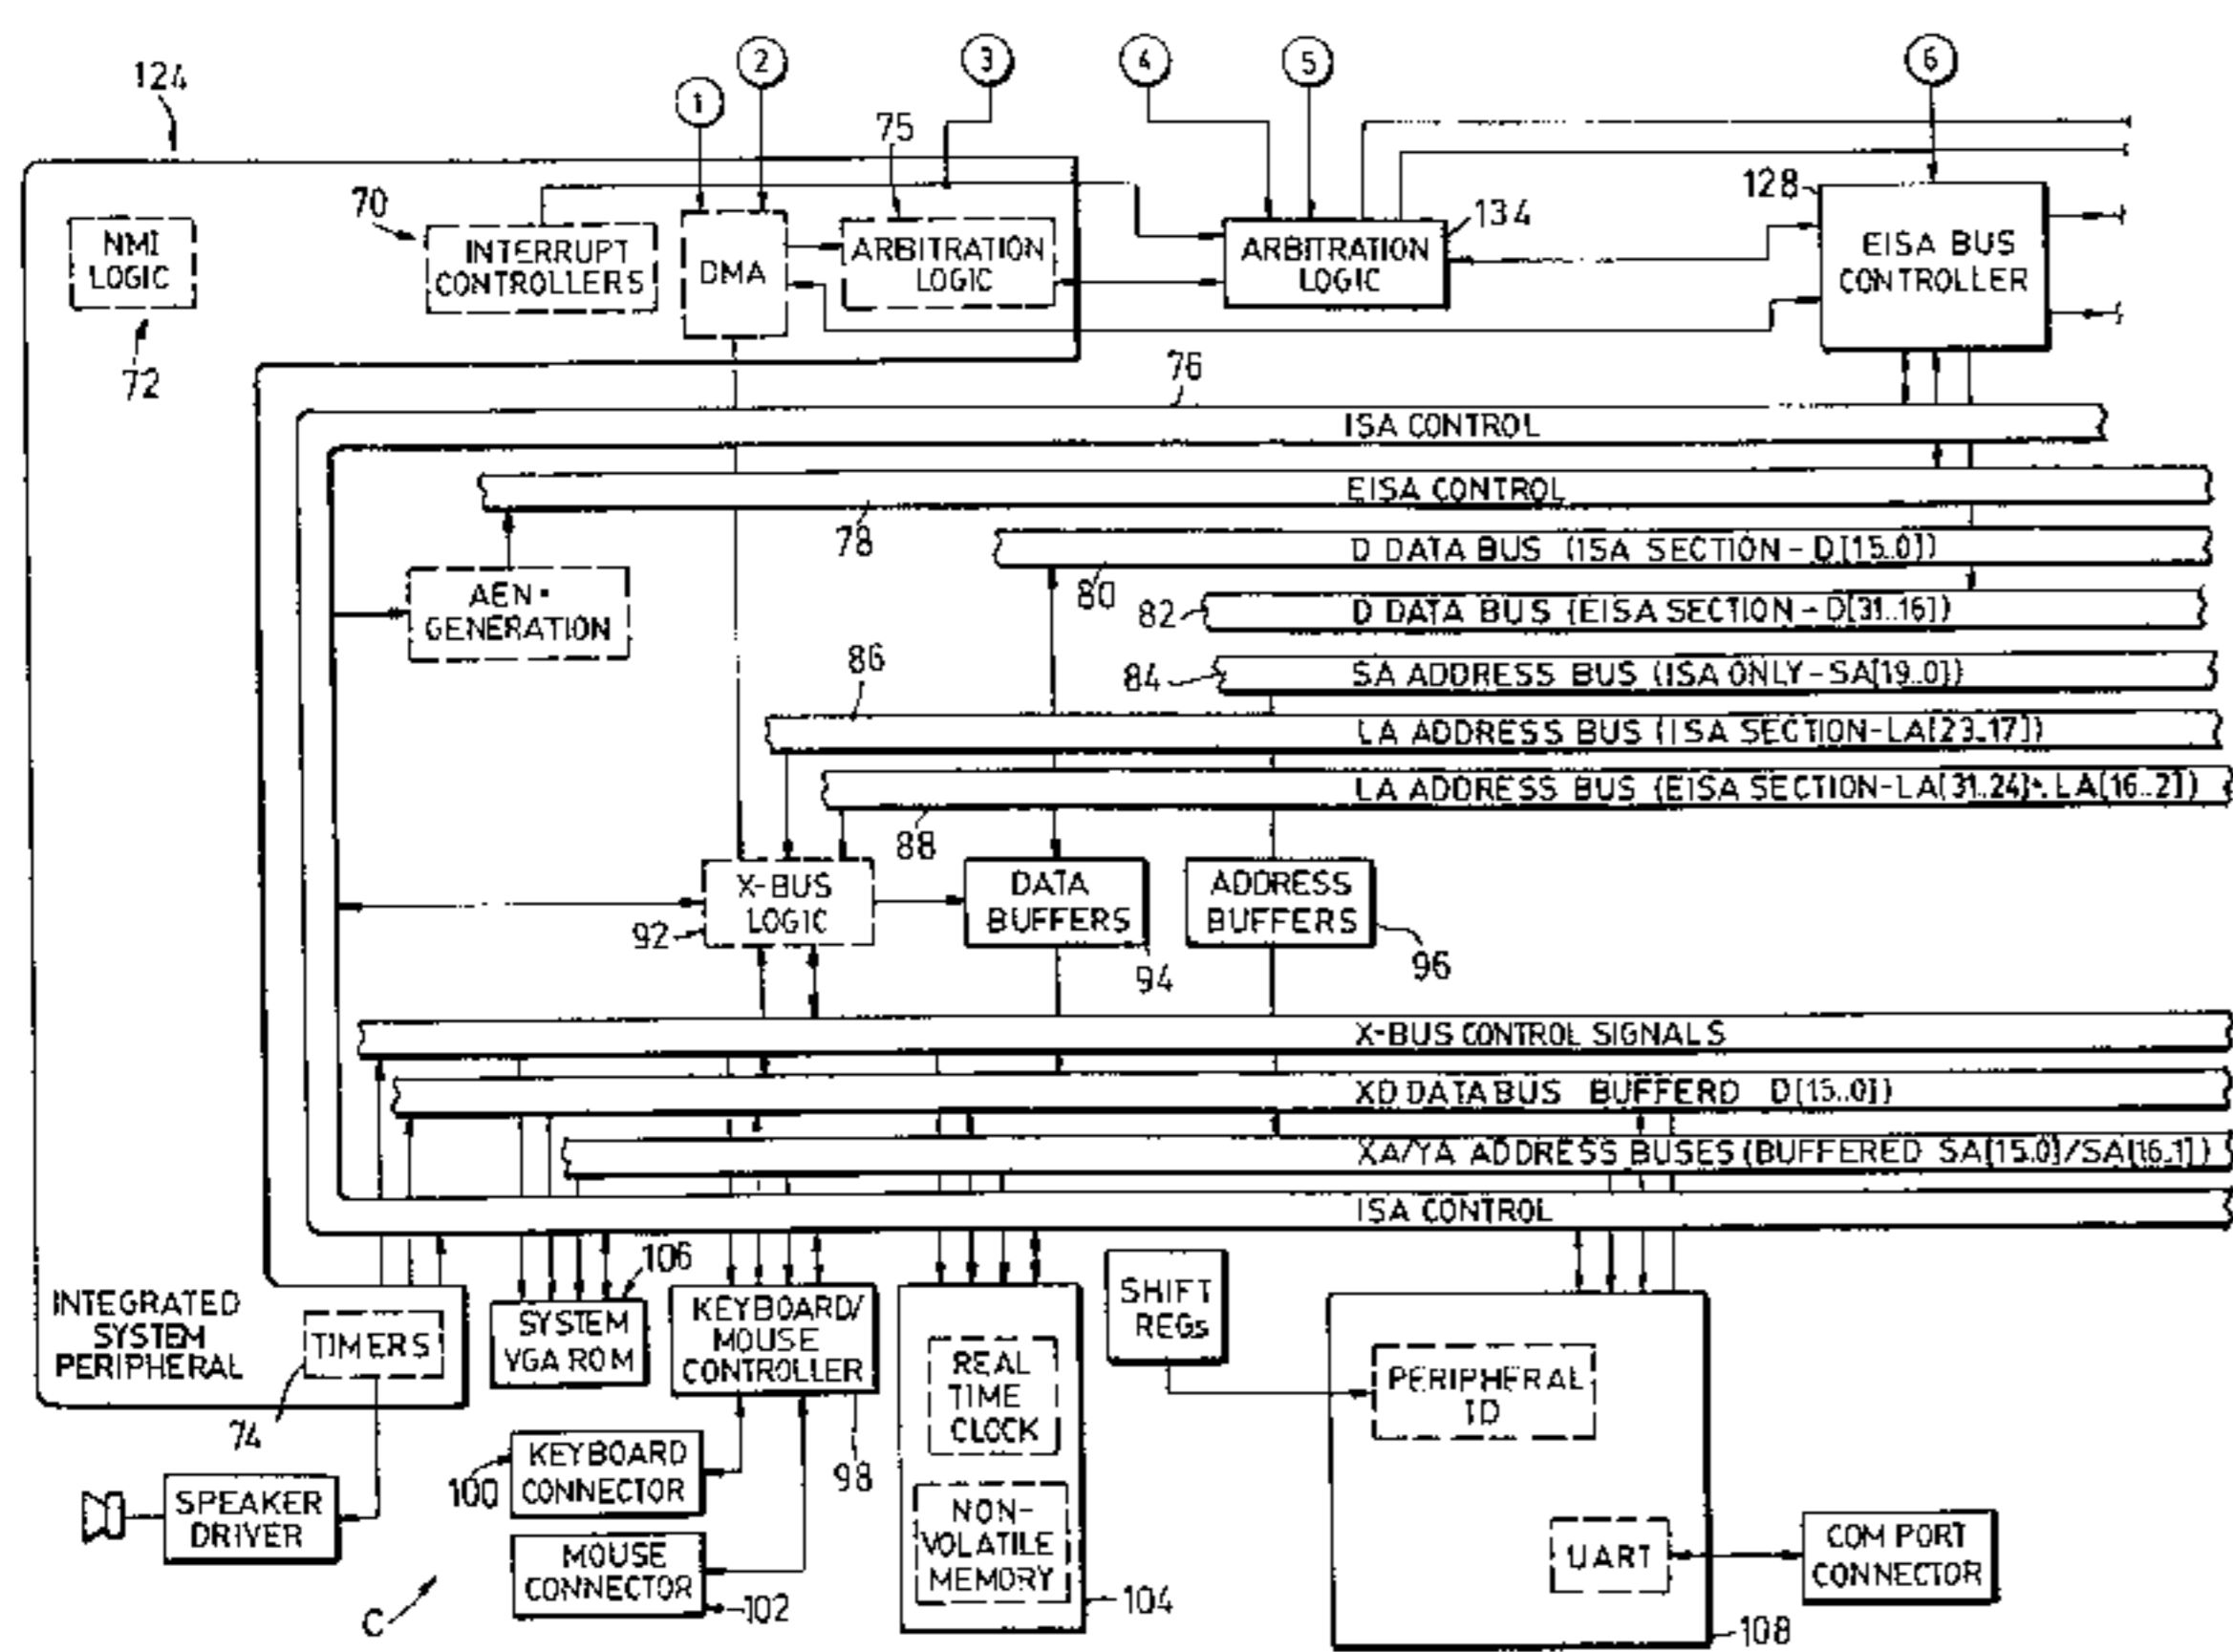 124
1
2
3
4
5
6
75
70
128
134
NMI
LOGIC
72
INTERRUPT
CONTROLLERS
DMA
ARBITRATION
LOGIC
ARBITRATION
LOGIC
EISA BUS
CONTROLLER
76
ISA CONTROL
EISA CONTROL
78
D DATA BUS (ISA SECTION - D[15..0])
80
AEN•
GENERATION
82
D DATA BUS (EISA SECTION - D[31..16])
84
SA ADDRESS BUS (ISA ONLY - SA[19..0])
86
LA ADDRESS BUS (ISA SECTION-LA[23..17])
LA ADDRESS BUS (EISA SECTION-LA[31..24]•, LA[16..2])
88
X-BUS
LOGIC
92
DATA
BUFFERS
94
ADDRESS
BUFFERS
96
X-BUS CONTROL SIGNALS
XD DATA BUS BUFFERD D[15..0])
XA/YA ADDRESS BUSES (BUFFERED SA[15..0]/SA[16..1])
ISA CONTROL
INTEGRATED
SYSTEM
PERIPHERAL
TIMERS
74
106
SYSTEM
VGA ROM
KEYBOARD/
MOUSE
CONTROLLER
98
REAL
TIME
CLOCK
NON-
VOLATILE
MEMORY
104
SHIFT
REGs
PERIPHERAL
ID
UART
108
COM PORT
CONNECTOR
SPEAKER
DRIVER
100
KEYBOARD
CONNECTOR
MOUSE
CONNECTOR
102
C